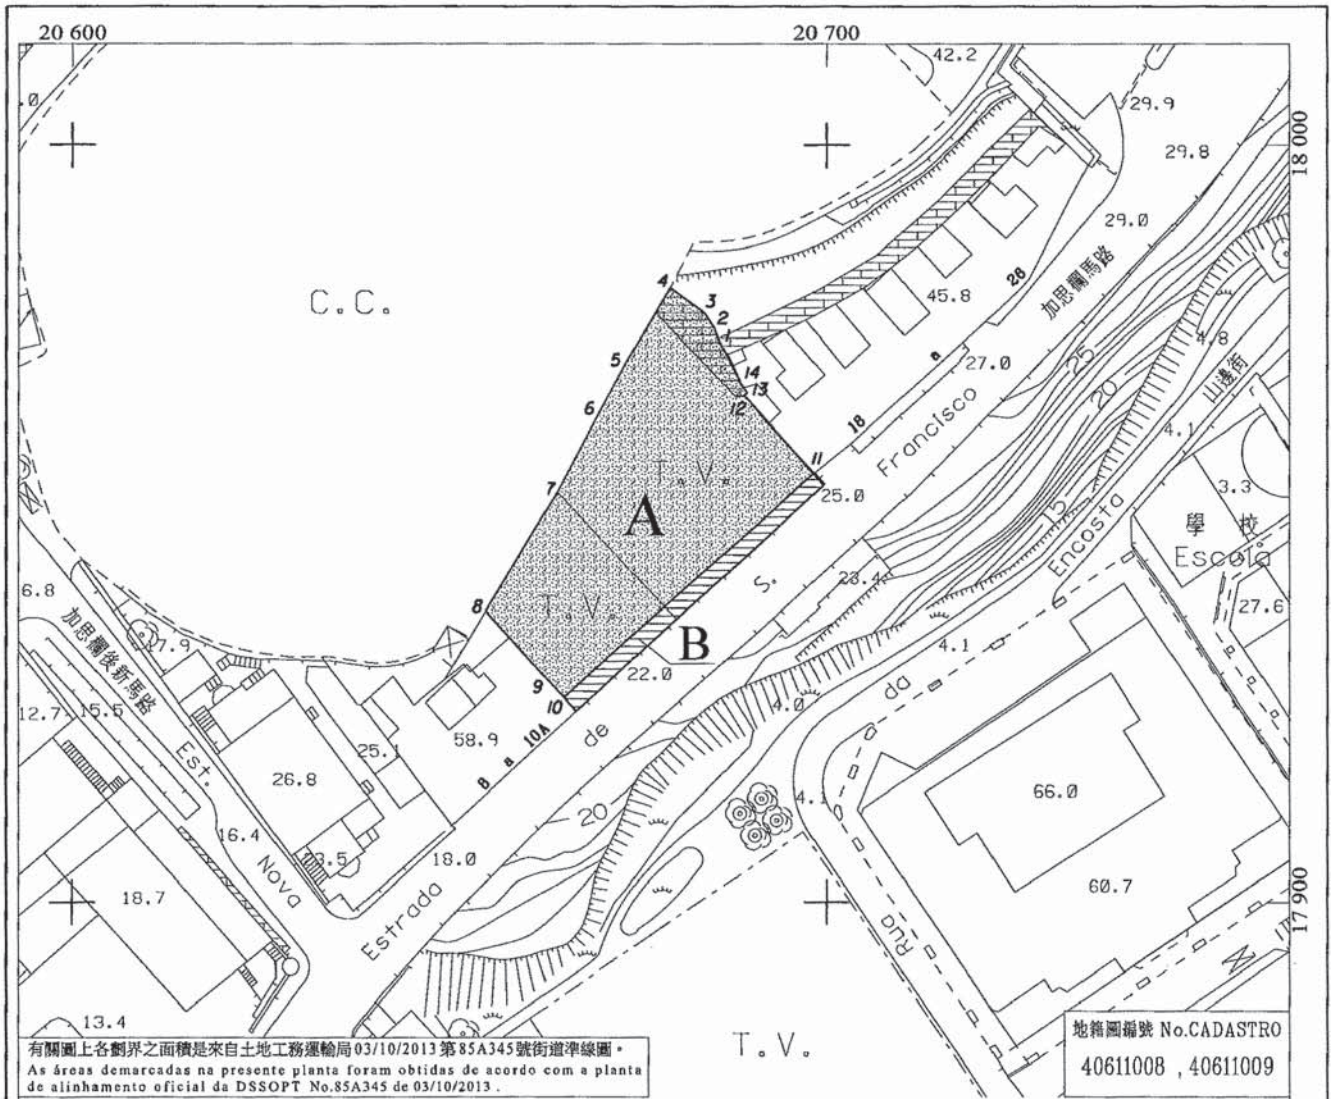 20 600
20 700
42.2
.0
29.9
18 000
29.8
29.0
加思欄馬路
4
C.C.
3
45.8
26
2
1
4.8
山邊街
5
14
a
27.0
25
13
20
12
6
18
4.1
Francisco
11
T.V.
3.3
25.0
7
A
15
學校
Encosta
Escola
S.
23.4
6.8
8
T.V.
27.6
加思欄後新馬路
17.9
B
4.1
22.0
da
9
12.7
15.5
10
4.0
10A
de
58.9
25.1
Est.
a
8
26.8
66.0
4.1
20
16.4
18.0
Nova
60.7
18.7
Estrada
17 900
Rua
13.4
T.V.
有關圖上各劃界之面積是來自土地工務運輸局03/10/2013第85A345號街道準線圖。
As áreas demarcadas na presente planta foram obtidas de acordo com a planta
de alinhamento oficial da DSSOPT No.85A345 de 03/10/2013.
地籍圖編號 No.CADASTRO
40611008 , 40611009